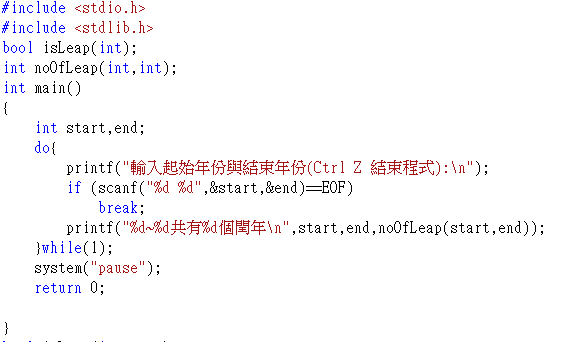 #include <stdio.h>
#include <stdlib.h>
bool isLeap(int);
int noOfLeap(int,int);
int main()
{
    int start,end;
    do{
        printf("輸入起始年份與結束年份(Ctrl Z 結束程式):\n");
        if (scanf("%d %d",&start,&end)==EOF)
            break;
        printf("%d~%d共有%d個閏年\n",start,end,noOfLeap(start,end));
    }while(1);
    system("pause");
    return 0;

}